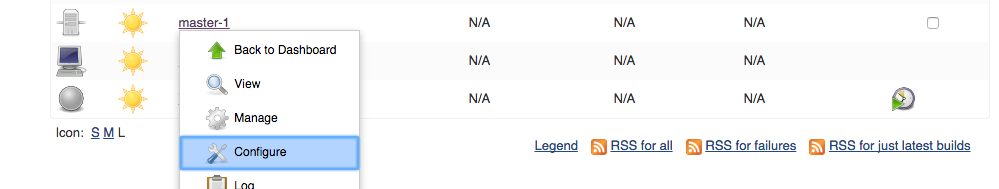 master-1 N/A N/A N/A
Back to Dashboard
N/A N/A N/A
View
N/A N/A N/A
Manage
Icon: S M L
Configure
Legend RSS for all RSS for failures RSS for just latest builds
Log